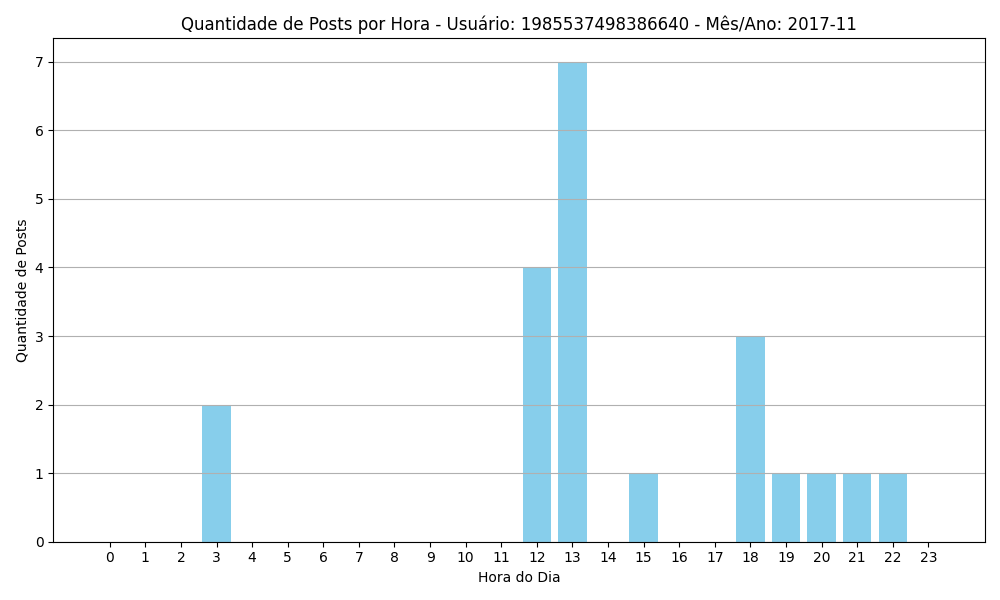 Quantidade de Posts por Hora - Usuário: 1985537498386640 - Mês/Ano: 2017-11
Quantidade de Posts
7
6
5
4
3
2
1
0
0 1 2 3 4 5 6 7 8 9 10 11 12 13 14 15 16 17 18 19 20 21 22 23
Hora do Dia